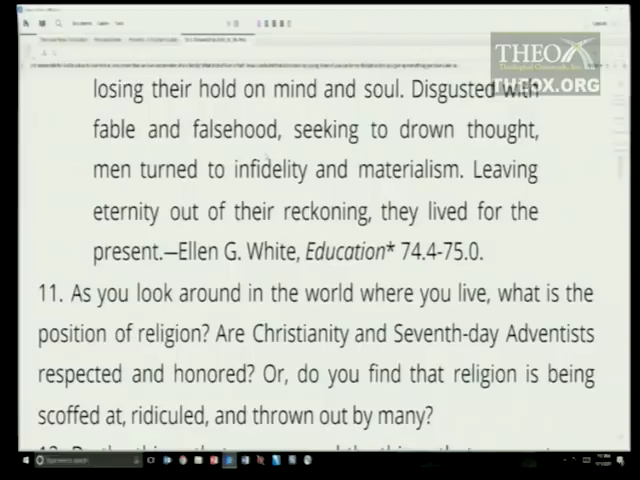 THEOX
THEOX.ORG
losing their hold on mind and soul. Disgusted with
fable and falsehood, seeking to drown thought,
men turned to infidelity and materialism. Leaving
eternity out of their reckoning, they lived for the
present.—Ellen G. White, Education* 74.4-75.0.
11. As you look around in the world where you live, what is the
position of religion? Are Christianity and Seventh-day Adventists
respected and honored? Or, do you find that religion is being
scoffed at, ridiculed, and thrown out by many?